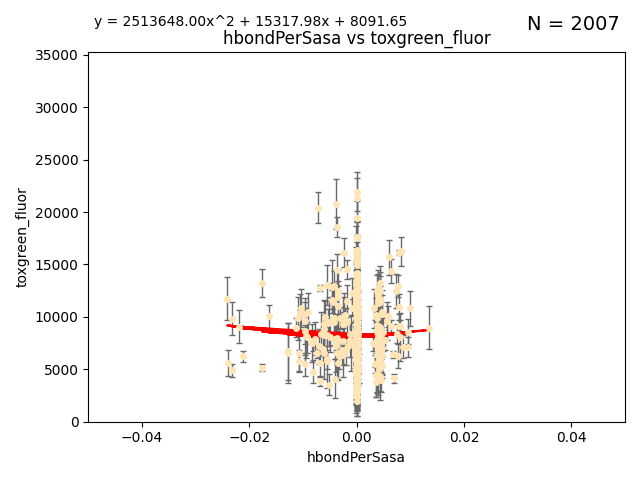 y = 2513648.00x^2 + 15317.98x + 8091.65
N = 2007
hbondPerSasa vs toxgreen_fluor
35000
30000
25000
20000
15000
10000
5000
0
toxgreen_fluor
−0.04
−0.02
0.00
0.02
0.04
hbondPerSasa